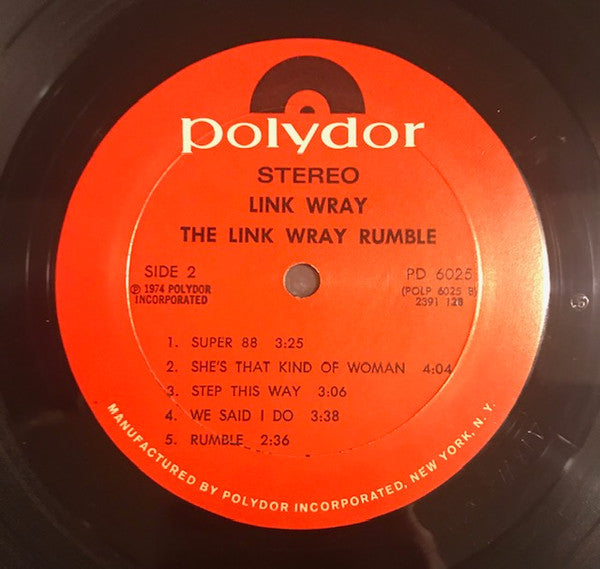 polydor
STEREO
LINK WRAY
THE LINK WRAY RUMBLE
SIDE 2
℗ 1974 POLYDOR
INCORPORATED
PD 6025
(POLP 6025 B)
2391 128
1. SUPER 88 3:25
2. SHE'S THAT KIND OF WOMAN 4:04
3. STEP THIS WAY 3:06
4. WE SAID I DO 3:38
5. RUMBLE 2:36
MANUFACTURED BY POLYDOR INCORPORATED, NEW YORK, N. Y.